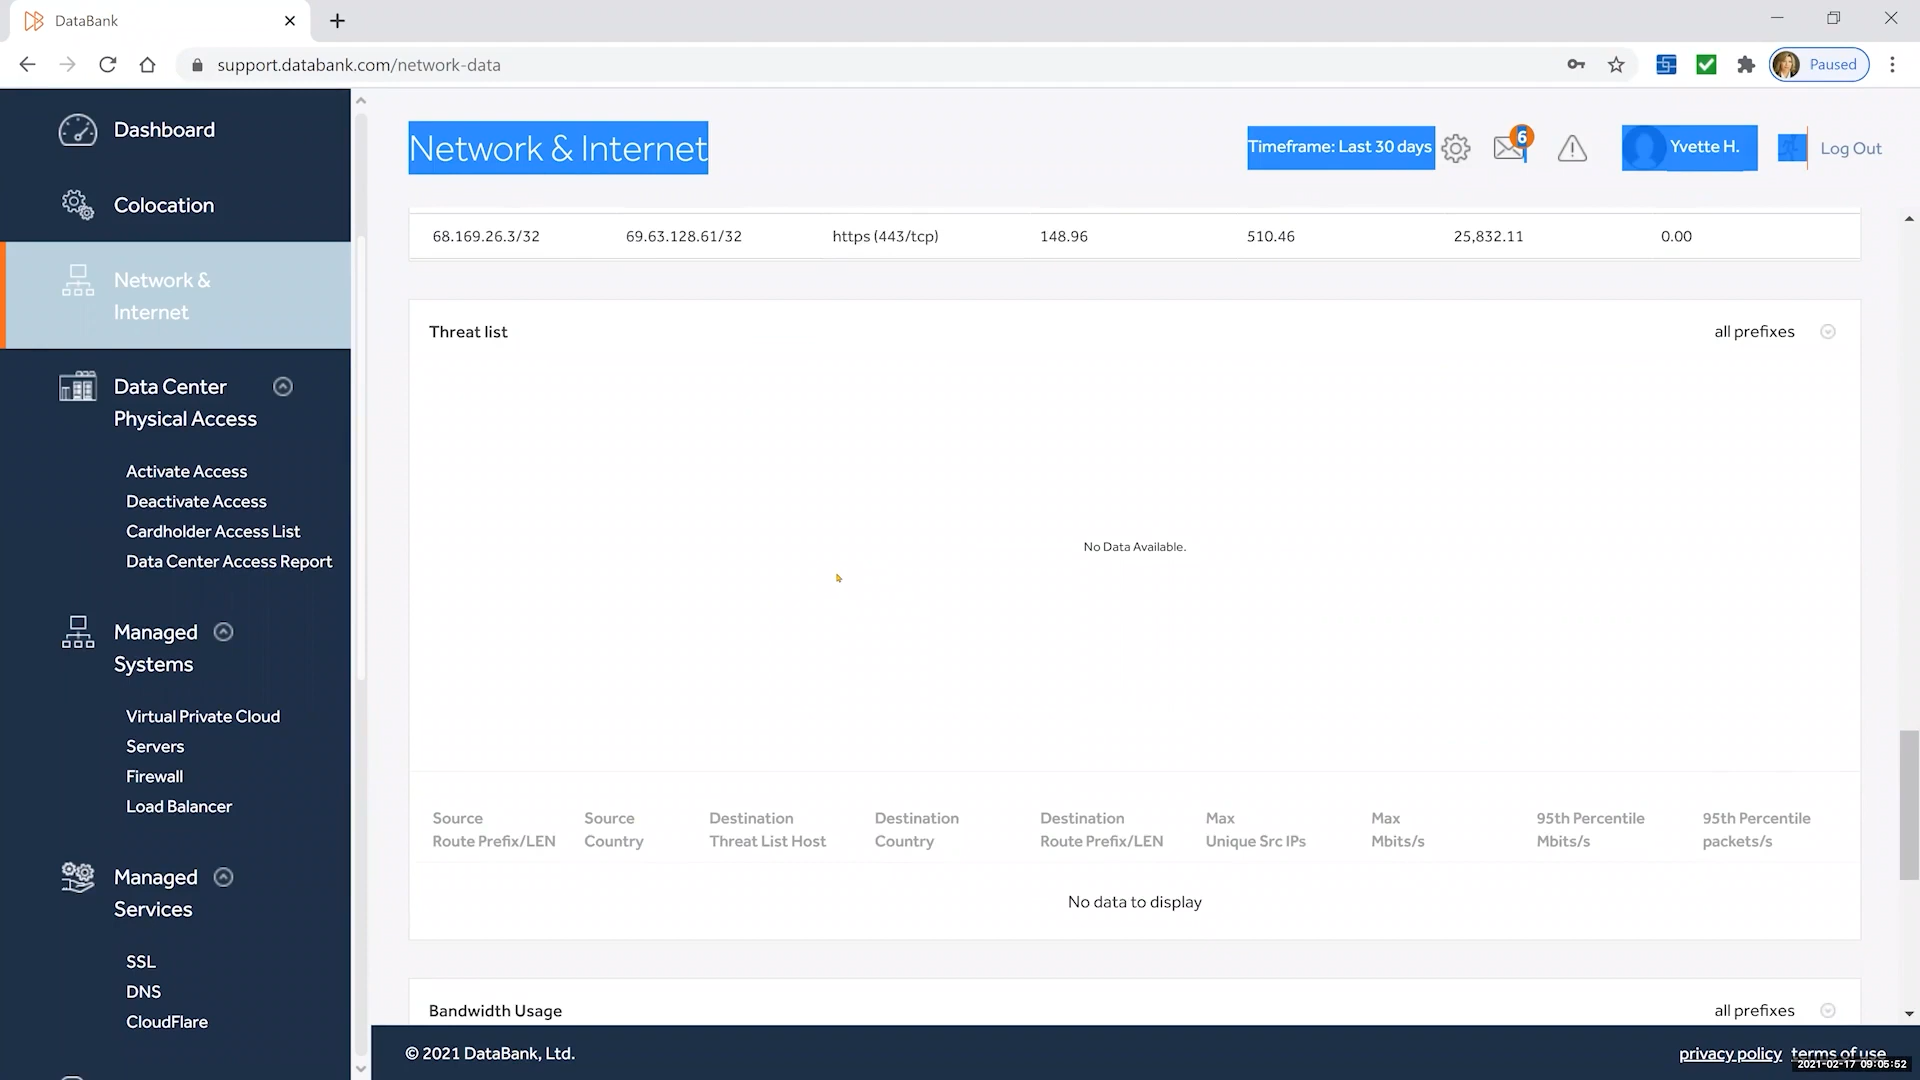 DataBank
support.databank.com/network-data
Paused
Dashboard
Colocation
Network &
Internet
Data Center
Physical Access
Activate Access
Deactivate Access
Cardholder Access List
Data Center Access Report
Managed
Systems
Virtual Private Cloud
Servers
Firewall
Load Balancer
Managed
Services
SSL
DNS
CloudFlare
Network & Internet
Timeframe: Last 30 days
6
Yvette H.
Log Out
68.169.26.3/32 69.63.128.61/32 https (443/tcp) 148.96 510.46 25,832.11 0.00
Threat list
all prefixes
No Data Available.
Source Source Destination Destination Destination Max Max 95th Percentile 95th Percentile
Route Prefix/LEN Country Threat List Host Country Route Prefix/LEN Unique Src IPs Mbits/s Mbits/s packets/s
No data to display
Bandwidth Usage
all prefixes
© 2021 DataBank, Ltd.
privacy policy terms of use
2021-02-17 09:05:52